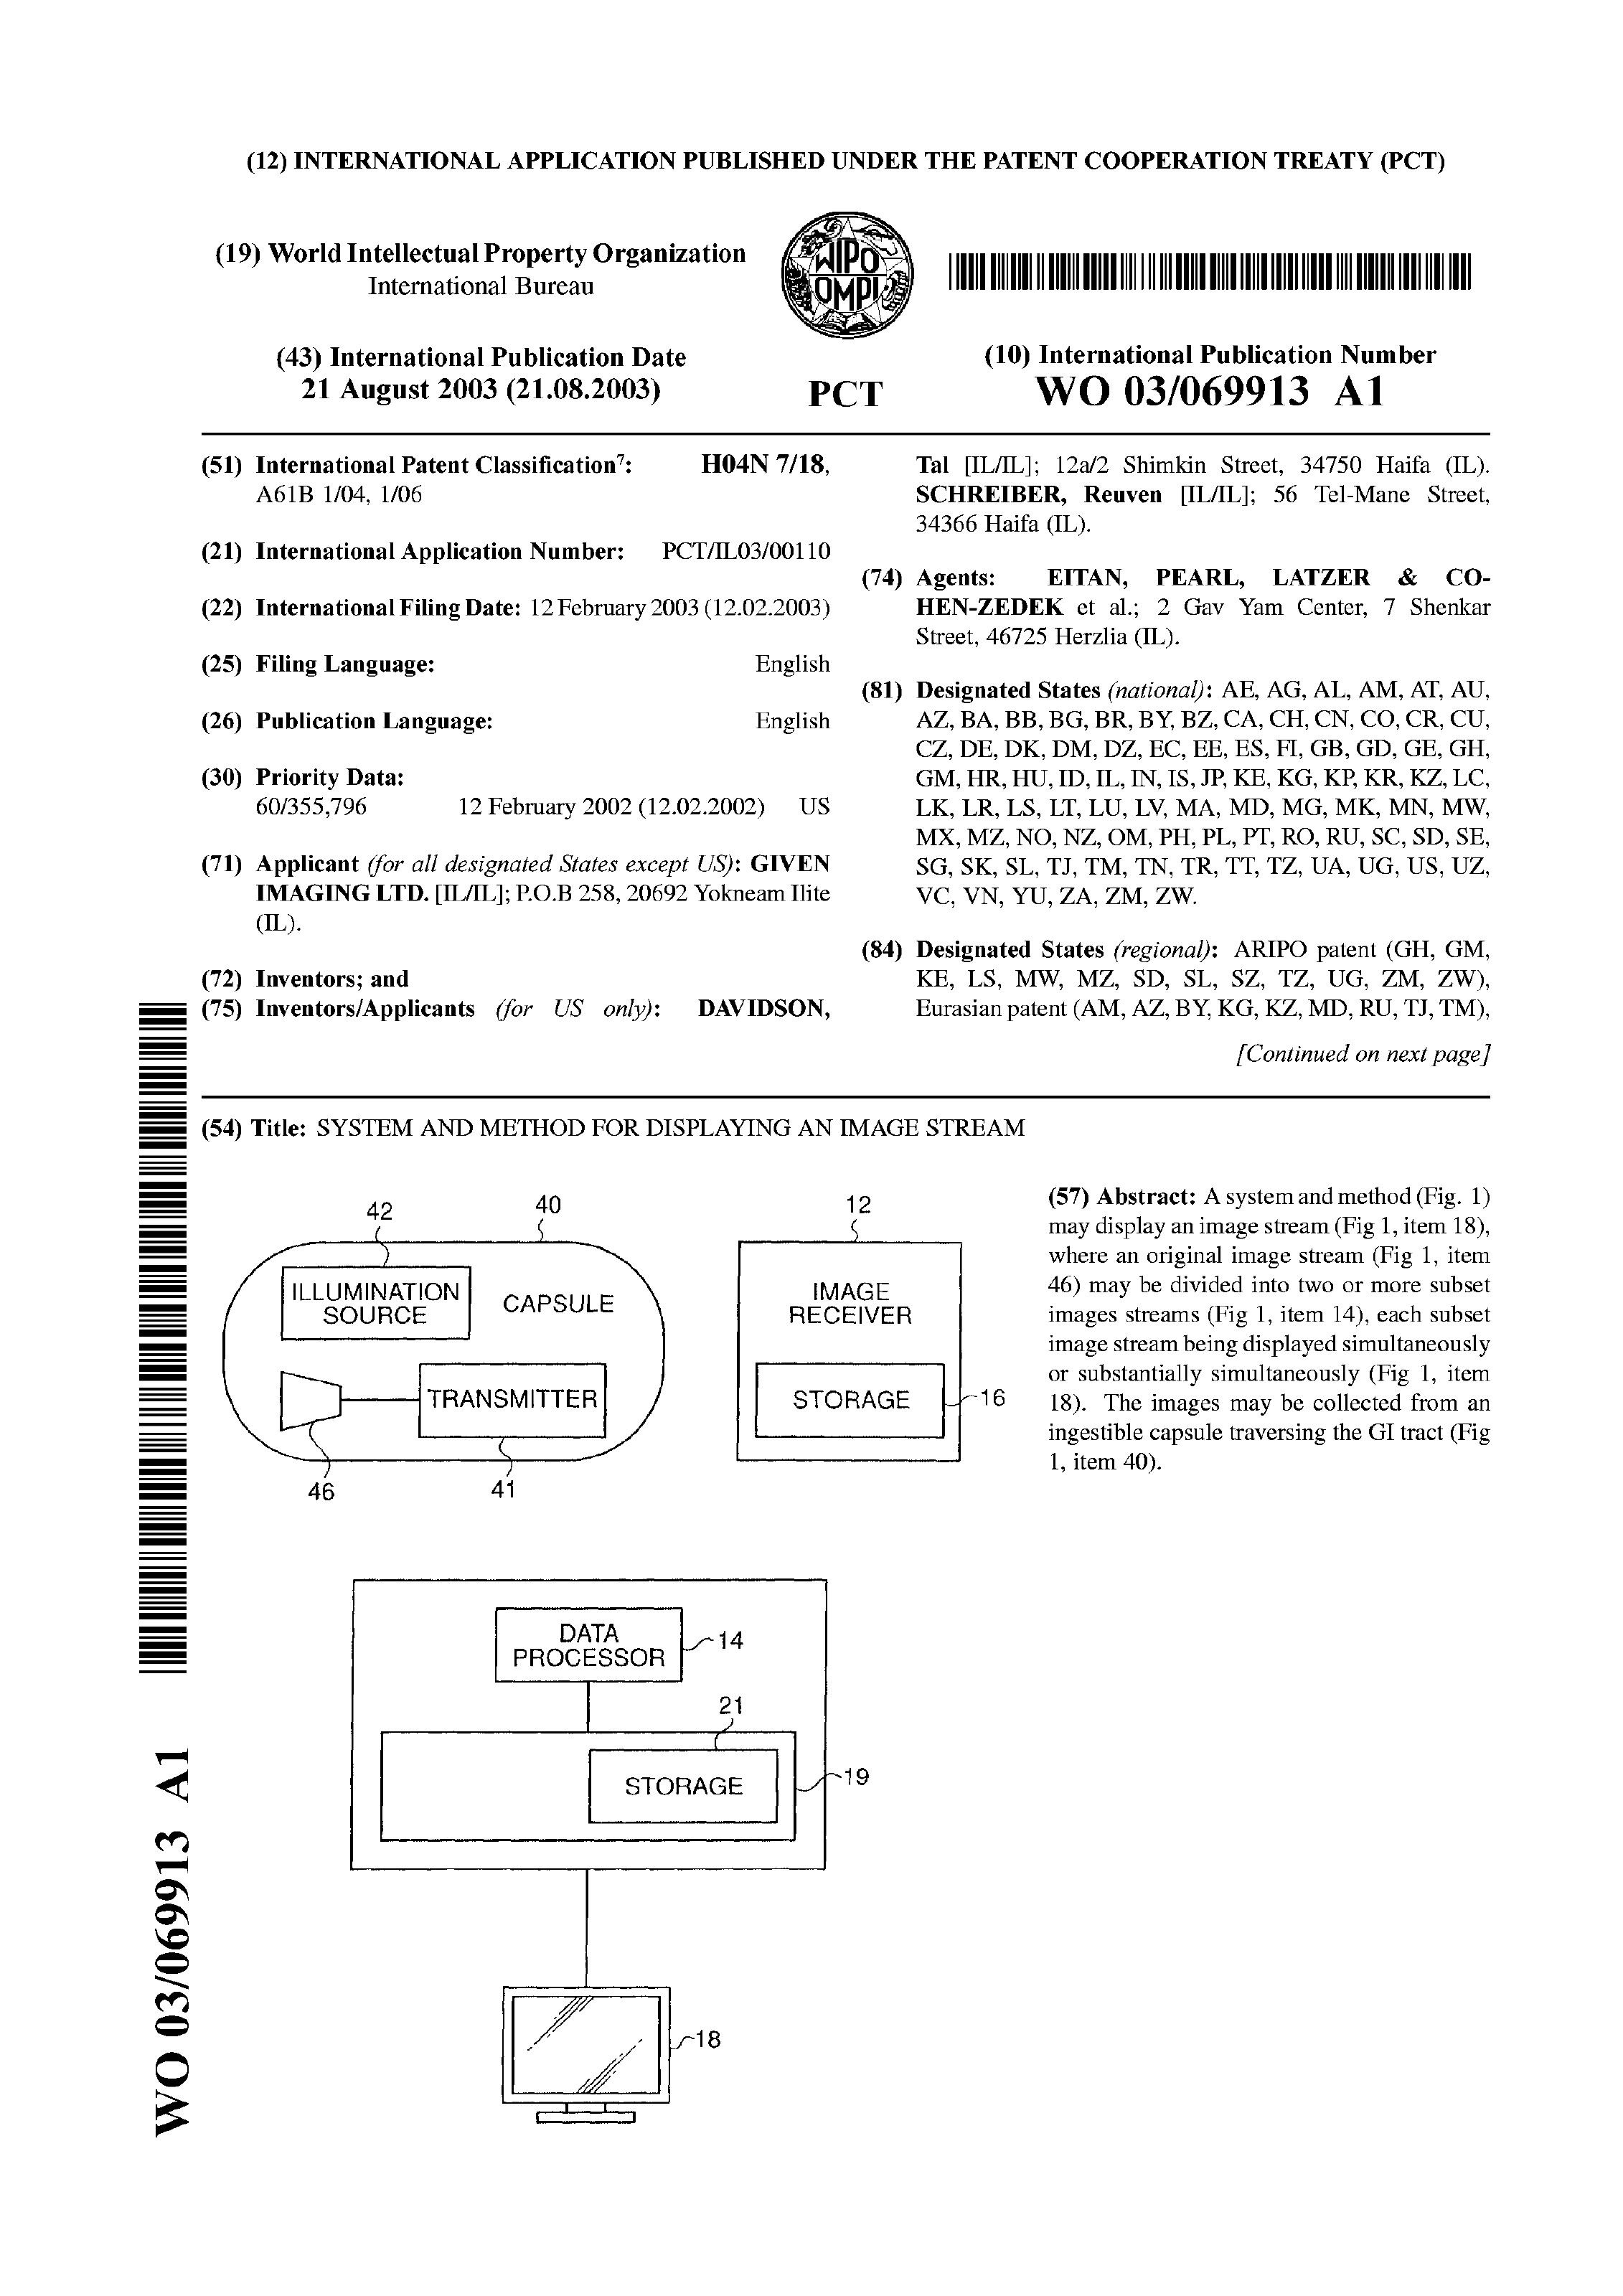 (12) INTERNATIONAL APPLICATION PUBLISHED UNDER THE PATENT COOPERATION TREATY (PCT)
(19) World Intellectual Property Organization
International Bureau
WIPO
OMPI
(43) International Publication Date
21 August 2003 (21.08.2003)
PCT
(10) International Publication Number
WO 03/069913 A1
(51) International Patent Classification7: H04N 7/18,
A61B 1/04, 1/06
(21) International Application Number: PCT/IL03/00110
(22) International Filing Date: 12 February 2003 (12.02.2003)
(25) Filing Language: English
(26) Publication Language: English
(30) Priority Data:
60/355,796 12 February 2002 (12.02.2002) US
(71) Applicant (for all designated States except US): GIVEN
IMAGING LTD. [IL/IL]; P.O.B 258, 20692 Yokneam Ilite
(IL).
(72) Inventors; and
(75) Inventors/Applicants (for US only): DAVIDSON,
Tal [IL/IL]; 12a/2 Shimkin Street, 34750 Haifa (IL).
SCHREIBER, Reuven [IL/IL]; 56 Tel-Mane Street,
34366 Haifa (IL).
(74) Agents: EITAN, PEARL, LATZER & CO-
HEN-ZEDEK et al.; 2 Gav Yam Center, 7 Shenkar
Street, 46725 Herzlia (IL).
(81) Designated States (national): AE, AG, AL, AM, AT, AU,
AZ, BA, BB, BG, BR, BY, BZ, CA, CH, CN, CO, CR, CU,
CZ, DE, DK, DM, DZ, EC, EE, ES, FI, GB, GD, GE, GH,
GM, HR, HU, ID, IL, IN, IS, JP, KE, KG, KP, KR, KZ, LC,
LK, LR, LS, LT, LU, LV, MA, MD, MG, MK, MN, MW,
MX, MZ, NO, NZ, OM, PH, PL, PT, RO, RU, SC, SD, SE,
SG, SK, SL, TJ, TM, TN, TR, TT, TZ, UA, UG, US, UZ,
VC, VN, YU, ZA, ZM, ZW.
(84) Designated States (regional): ARIPO patent (GH, GM,
KE, LS, MW, MZ, SD, SL, SZ, TZ, UG, ZM, ZW),
Eurasian patent (AM, AZ, BY, KG, KZ, MD, RU, TJ, TM),
[Continued on next page]
(54) Title: SYSTEM AND METHOD FOR DISPLAYING AN IMAGE STREAM
42
40
ILLUMINATION
SOURCE
CAPSULE
TRANSMITTER
46
41
12
IMAGE
RECEIVER
STORAGE
16
(57) Abstract: A system and method (Fig. 1)
may display an image stream (Fig 1, item 18),
where an original image stream (Fig 1, item
46) may be divided into two or more subset
images streams (Fig 1, item 14), each subset
image stream being displayed simultaneously
or substantially simultaneously (Fig 1, item
18). The images may be collected from an
ingestible capsule traversing the GI tract (Fig
1, item 40).
DATA
PROCESSOR
14
21
STORAGE
19
18
WO 03/069913 A1